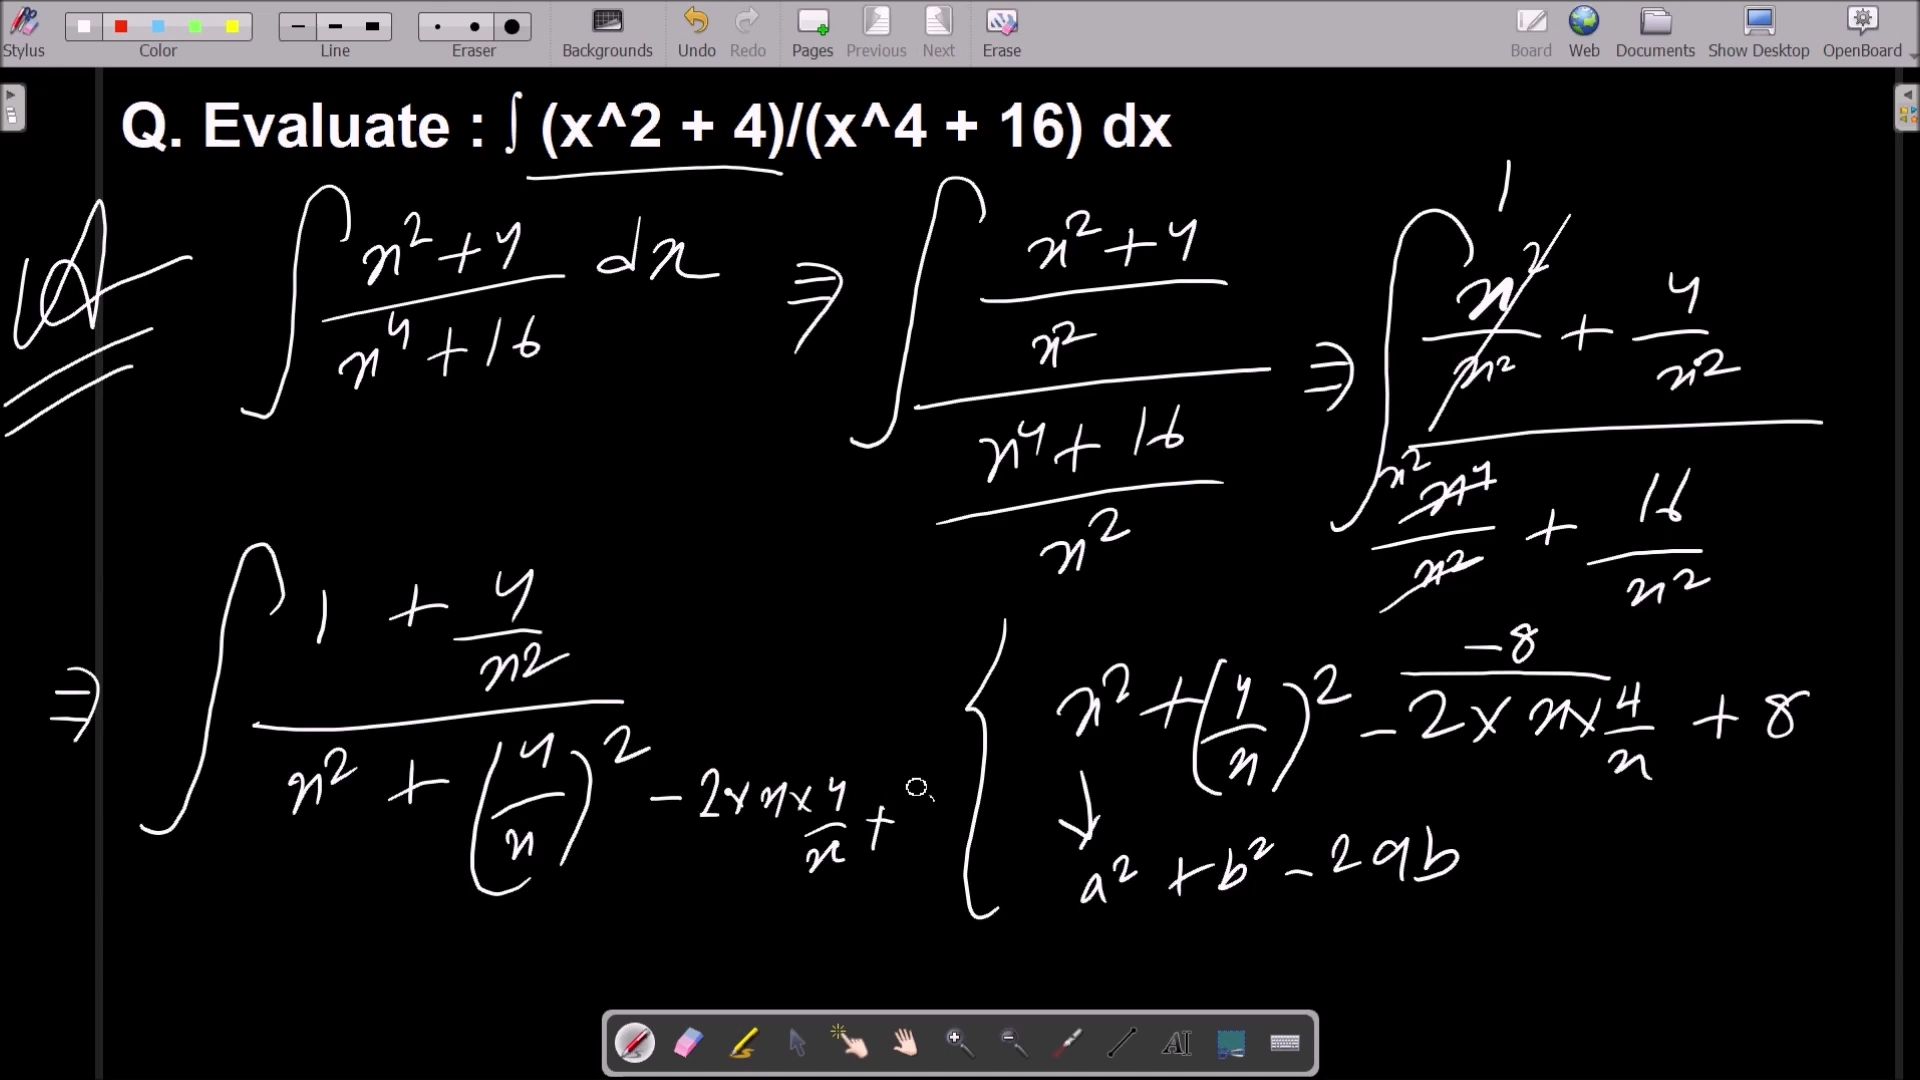 Stylus Color Line Eraser Backgrounds Undo Redo Pages Previous Next Erase Board Web Documents Show Desktop OpenBoard
Q. Evaluate : ∫ (x^2 + 4)/(x^4 + 16) dx
∫ (x² + 4)/(x⁴ + 16) dx ⇒ ∫ ((x² + 4)/x²)/((x⁴ + 16)/x²) ⇒ ∫ (x²/x² + 4/x²)/(x⁴/x² + 16/x²)
1
x²
⇒ ∫ (1 + 4/x²)/(x² + (4/x)² - 2 × x × 4/x +
-8
{ x² + (4/x)² - 2 × x × 4/x + 8
↓
a² + b² - 2ab
AI